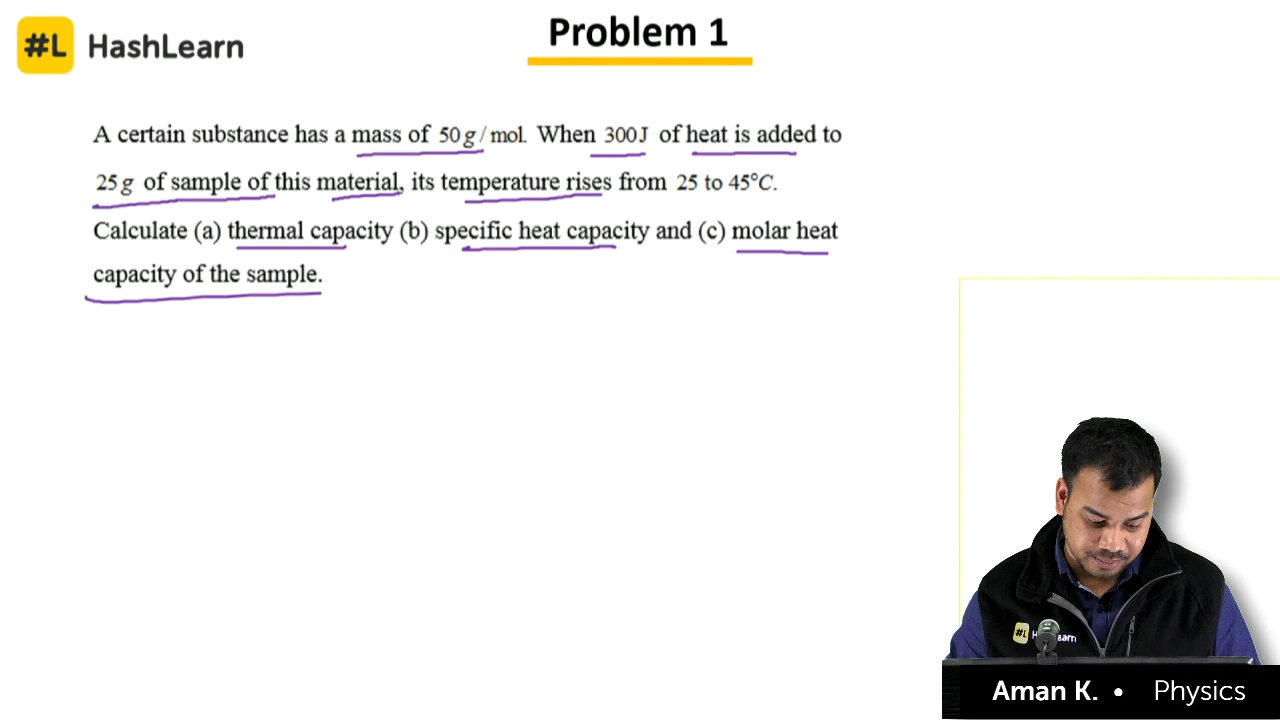 #L HashLearn
Problem 1
A certain substance has a mass of 50 g/mol. When 300J of heat is added to
25 g of sample of this material, its temperature rises from 25 to 45°C.
Calculate (a) thermal capacity (b) specific heat capacity and (c) molar heat
capacity of the sample.
#L
Aman K. • Physics